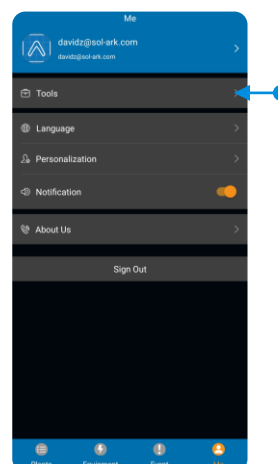 Me
davidz@sol-ark.com
davidz@sol-ark.com
Tools
Language
Personalization
Notification
About Us
Sign Out
Plants Equipment Event Me